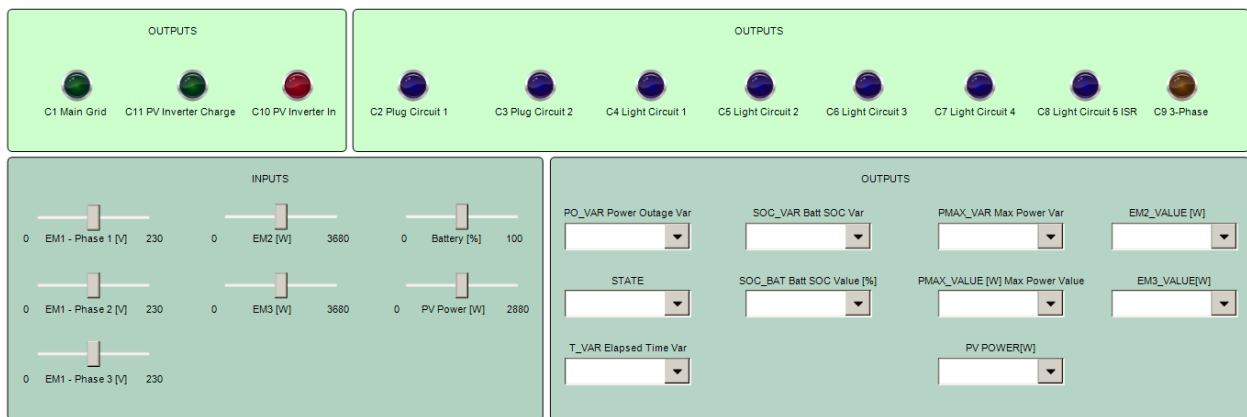 OUTPUTS
C1 Main Grid C11 PV Inverter Charge C10 PV Inverter In
OUTPUTS
C2 Plug Circuit 1 C3 Plug Circuit 2 C4 Light Circuit 1 C5 Light Circuit 2 C6 Light Circuit 3 C7 Light Circuit 4 C8 Light Circuit 5 ISR C9 3-Phase
INPUTS
0 EM1 - Phase 1 [V] 230 0 EM2 [W] 3680 0 Battery [%] 100
0 EM1 - Phase 2 [V] 230 0 EM3 [W] 3680 0 PV Power [W] 2880
0 EM1 - Phase 3 [V] 230
OUTPUTS
PO_VAR Power Outage Var SOC_VAR Batt SOC Var PMAX_VAR Max Power Var EM2_VALUE [W]
STATE SOC_BAT Batt SOC Value [%] PMAX_VALUE [W] Max Power Value EM3_VALUE[W]
T_VAR Elapsed Time Var PV POWER[W]